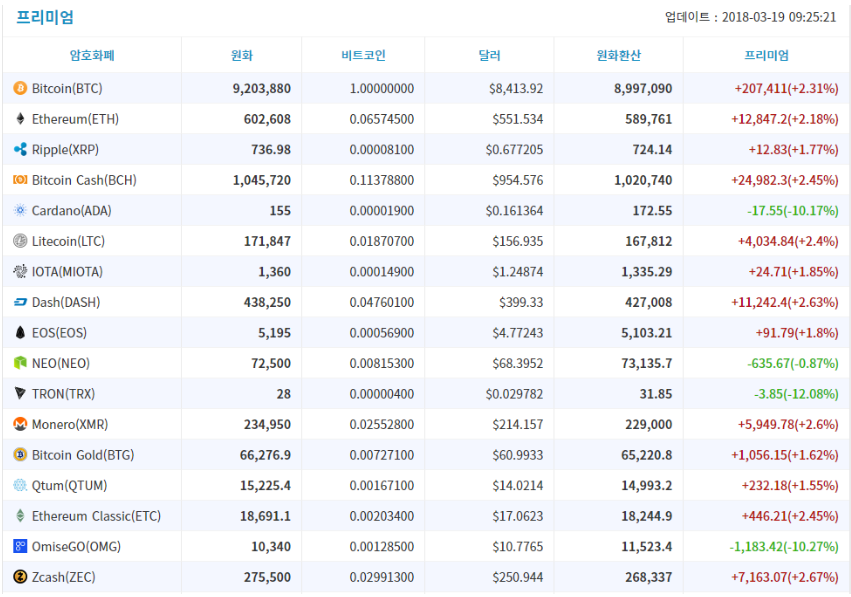 프리미엄
업데이트 : 2018-03-19 09:25:21
암호화폐 원화 비트코인 달러 원화환산 프리미엄
Bitcoin(BTC) 9,203,880 1.00000000 $8,413.92 8,997,090 +207,411(+2.31%)
Ethereum(ETH) 602,608 0.06574500 $551.534 589,761 +12,847.2(+2.18%)
Ripple(XRP) 736.98 0.00008100 $0.677205 724.14 +12.83(+1.77%)
Bitcoin Cash(BCH) 1,045,720 0.11378800 $954.576 1,020,740 +24,982.3(+2.45%)
Cardano(ADA) 155 0.00001900 $0.161364 172.55 -17.55(-10.17%)
Litecoin(LTC) 171,847 0.01870700 $156.935 167,812 +4,034.84(+2.4%)
IOTA(MIOTA) 1,360 0.00014900 $1.24874 1,335.29 +24.71(+1.85%)
Dash(DASH) 438,250 0.04760100 $399.33 427,008 +11,242.4(+2.63%)
EOS(EOS) 5,195 0.00056900 $4.77243 5,103.21 +91.79(+1.8%)
NEO(NEO) 72,500 0.00815300 $68.3952 73,135.7 -635.67(-0.87%)
TRON(TRX) 28 0.00000400 $0.029782 31.85 -3.85(-12.08%)
Monero(XMR) 234,950 0.02552800 $214.157 229,000 +5,949.78(+2.6%)
Bitcoin Gold(BTG) 66,276.9 0.00727100 $60.9933 65,220.8 +1,056.15(+1.62%)
Qtum(QTUM) 15,225.4 0.00167100 $14.0214 14,993.2 +232.18(+1.55%)
Ethereum Classic(ETC) 18,691.1 0.00203400 $17.0623 18,244.9 +446.21(+2.45%)
OmiseGO(OMG) 10,340 0.00128500 $10.7765 11,523.4 -1,183.42(-10.27%)
Zcash(ZEC) 275,500 0.02991300 $250.944 268,337 +7,163.07(+2.67%)